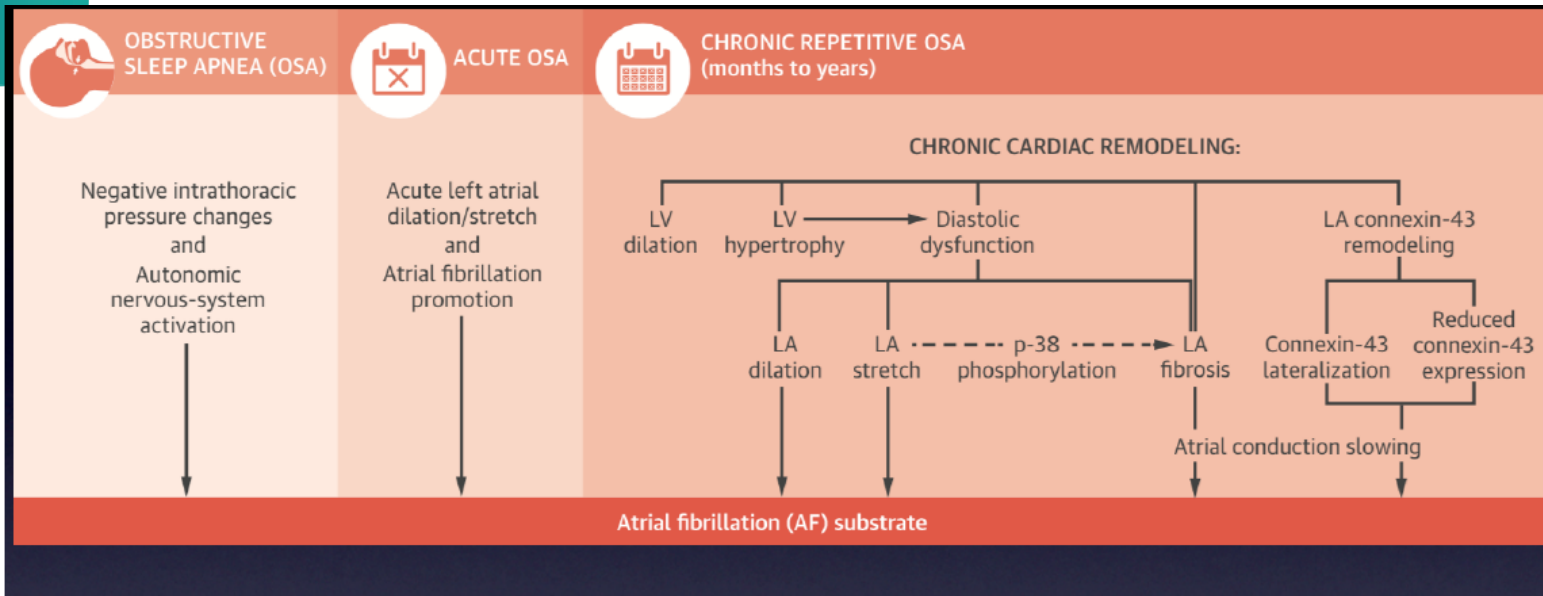 OBSTRUCTIVE
SLEEP APNEA (OSA)
ACUTE OSA
CHRONIC REPETITIVE OSA
(months to years)
Negative intrathoracic
pressure changes
and
Autonomic
nervous-system
activation
Acute left atrial
dilation/stretch
and
Atrial fibrillation
promotion
CHRONIC CARDIAC REMODELING:
LV
dilation
LV
hypertrophy
Diastolic
dysfunction
LA connexin-43
remodeling
LA
dilation
LA
stretch
p-38
phosphorylation
LA
fibrosis
Connexin-43
lateralization
Reduced
connexin-43
expression
Atrial conduction slowing
Atrial fibrillation (AF) substrate